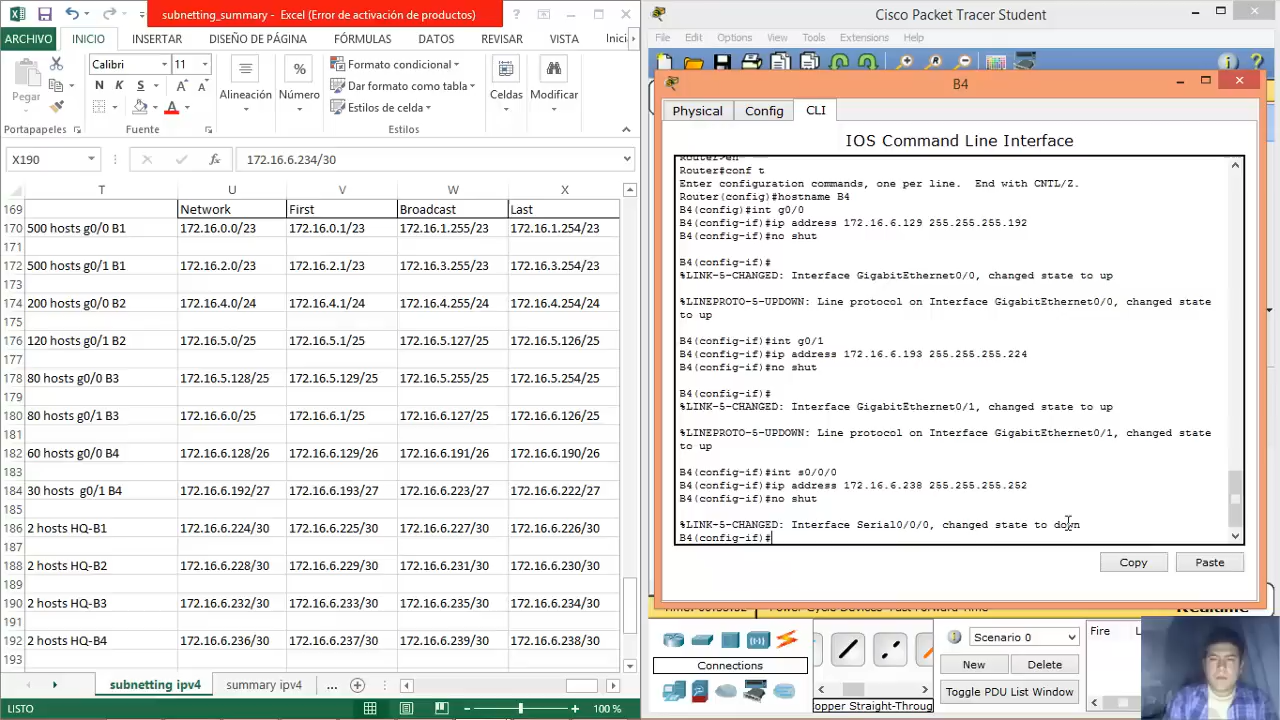 subnetting_summary - Excel (Error de activación de productos)
ARCHIVO INICIO INSERTAR DISEÑO DE PÁGINA FÓRMULAS DATOS REVISAR VISTA Inicia
Pegar
Calibri 11
N K S
Alineación
Número
Formato condicional
Dar formato como tabla
Estilos de celda
Celdas
Modificar
Portapapeles Fuente Estilos
X190 172.16.6.234/30
T U V W X
169 Network First Broadcast Last
170 500 hosts g0/0 B1 172.16.0.0/23 172.16.0.1/23 172.16.1.255/23 172.16.1.254/23
171
172 500 hosts g0/1 B1 172.16.2.0/23 172.16.2.1/23 172.16.3.255/23 172.16.3.254/23
173
174 200 hosts g0/0 B2 172.16.4.0/24 172.16.4.1/24 172.16.4.255/24 172.16.4.254/24
175
176 120 hosts g0/0 B2 172.16.5.0/24 172.16.5.1/25 172.16.5.127/25 172.16.5.126/25
177
178 80 hosts g0/0 B3 172.16.5.128/25 172.16.5.129/25 172.16.5.255/25 172.16.5.254/25
179
180 80 hosts g0/1 B3 172.16.6.0/25 172.16.6.1/25 172.16.6.127/25 172.16.6.126/25
181
182 60 hosts g0/0 B4 172.16.6.128/26 172.16.6.129/26 172.16.6.191/26 172.16.6.190/26
183
184 30 hosts  g0/1 B4 172.16.6.192/27 172.16.6.193/27 172.16.6.223/27 172.16.6.222/27
185
186 2 hosts HQ-B1 172.16.6.224/30 172.16.6.225/30 172.16.6.227/30 172.16.6.226/30
187
188 2 hosts HQ-B2 172.16.6.228/30 172.16.6.229/30 172.16.6.231/30 172.16.6.230/30
189
190 2 hosts HQ-B3 172.16.6.232/30 172.16.6.233/30 172.16.6.235/30 172.16.6.234/30
191
192 2 hosts HQ-B4 172.16.6.236/30 172.16.6.237/30 172.16.6.239/30 172.16.6.238/30
193
subnetting ipv4 summary ipv4 ...
LISTO 100 %
Cisco Packet Tracer Student
File Edit Options View Tools Extensions Help
B4
Physical Config CLI
IOS Command Line Interface
Router>en
Router#conf t
Enter configuration commands, one per line.  End with CNTL/Z.
Router(config)#hostname B4
B4(config)#int g0/0
B4(config-if)#ip address 172.16.6.129 255.255.255.192
B4(config-if)#no shut
B4(config-if)#
%LINK-5-CHANGED: Interface GigabitEthernet0/0, changed state to up
%LINEPROTO-5-UPDOWN: Line protocol on Interface GigabitEthernet0/0, changed state
to up
B4(config-if)#int g0/1
B4(config-if)#ip address 172.16.6.193 255.255.255.224
B4(config-if)#no shut
B4(config-if)#
%LINK-5-CHANGED: Interface GigabitEthernet0/1, changed state to up
%LINEPROTO-5-UPDOWN: Line protocol on Interface GigabitEthernet0/1, changed state
to up
B4(config-if)#int s0/0/0
B4(config-if)#ip address 172.16.6.238 255.255.255.252
B4(config-if)#no shut
%LINK-5-CHANGED: Interface Serial0/0/0, changed state to down
B4(config-if)#
Copy Paste
Realtime
Connections
Scenario 0
New Delete
Toggle PDU List Window
Fire
opper Straight-Throug